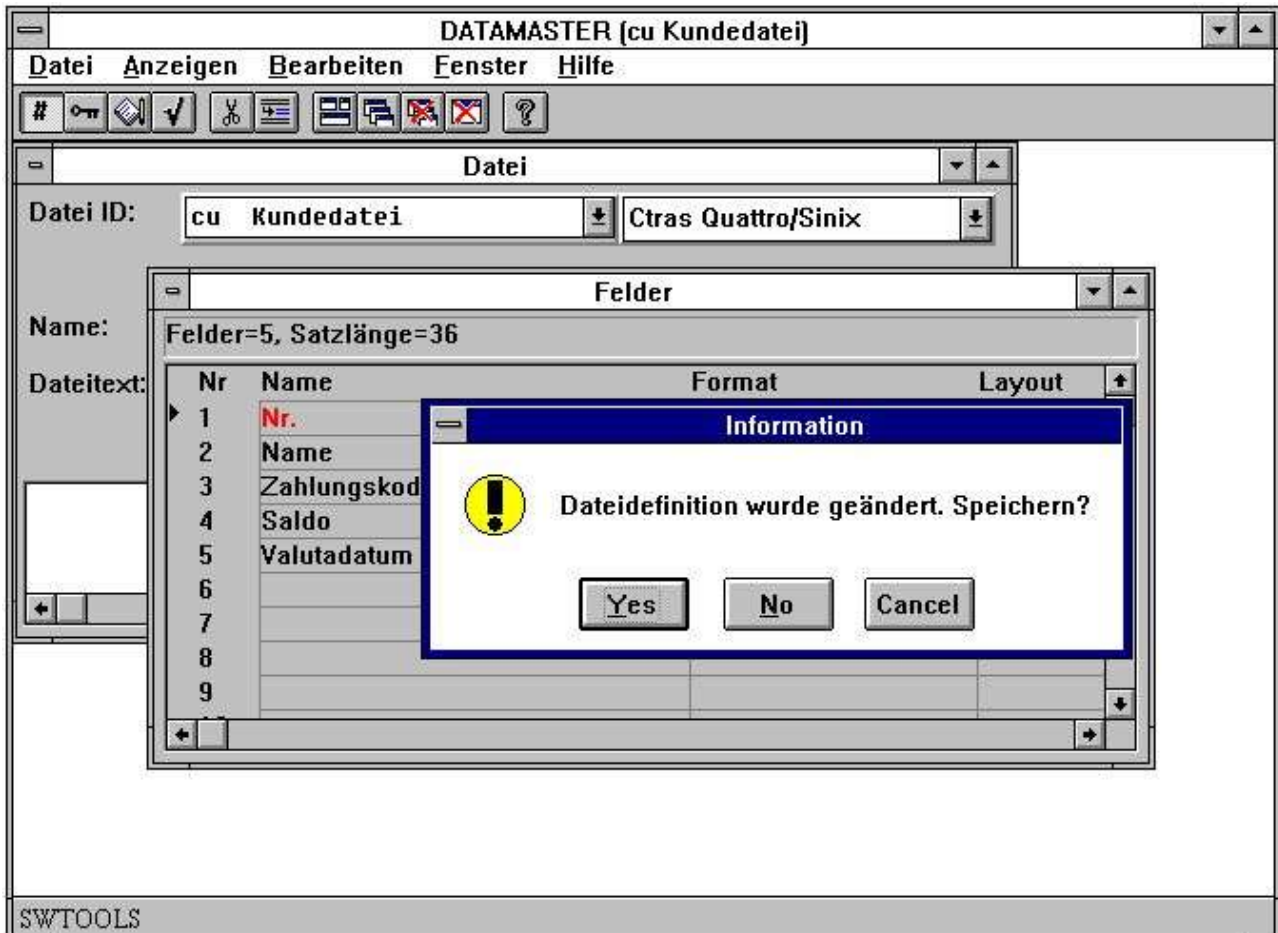 DATAMASTER (cu Kundedatei)
Datei Anzeigen Bearbeiten Fenster Hilfe
#
Datei
Datei ID: cu Kundedatei Ctras Quattro/Sinix
Felder
Name:
Felder=5, Satzlänge=36
Dateitext:
Nr Name Format Layout
1 Nr.
2 Name
3 Zahlungskod
4 Saldo
5 Valutadatum
6
7
8
9
Information
Dateidefinition wurde geändert. Speichern?
Yes No Cancel
SWTOOLS